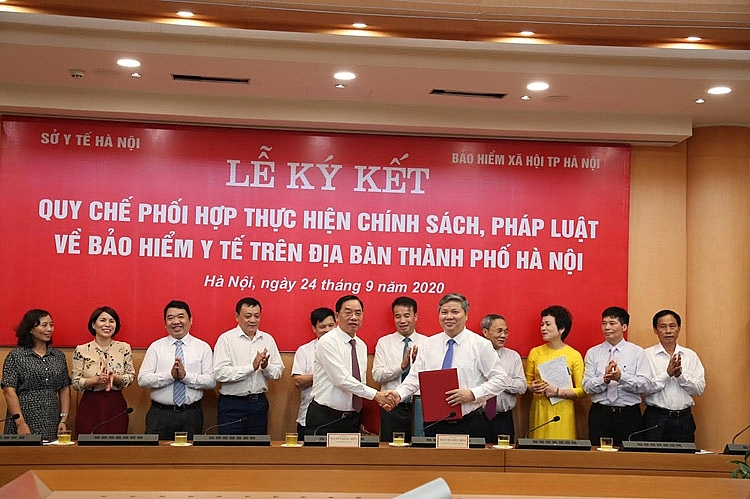 SỞ Y TẾ HÀ NỘI
BẢO HIỂM XÃ HỘI TP HÀ NỘI
LỄ KÝ KẾT
QUY CHẾ PHỐI HỢP THỰC HIỆN CHÍNH SÁCH, PHÁP LUẬT
VỀ BẢO HIỂM Y TẾ TRÊN ĐỊA BÀN THÀNH PHỐ HÀ NỘI
Hà Nội, ngày 24 tháng 9 năm 2020